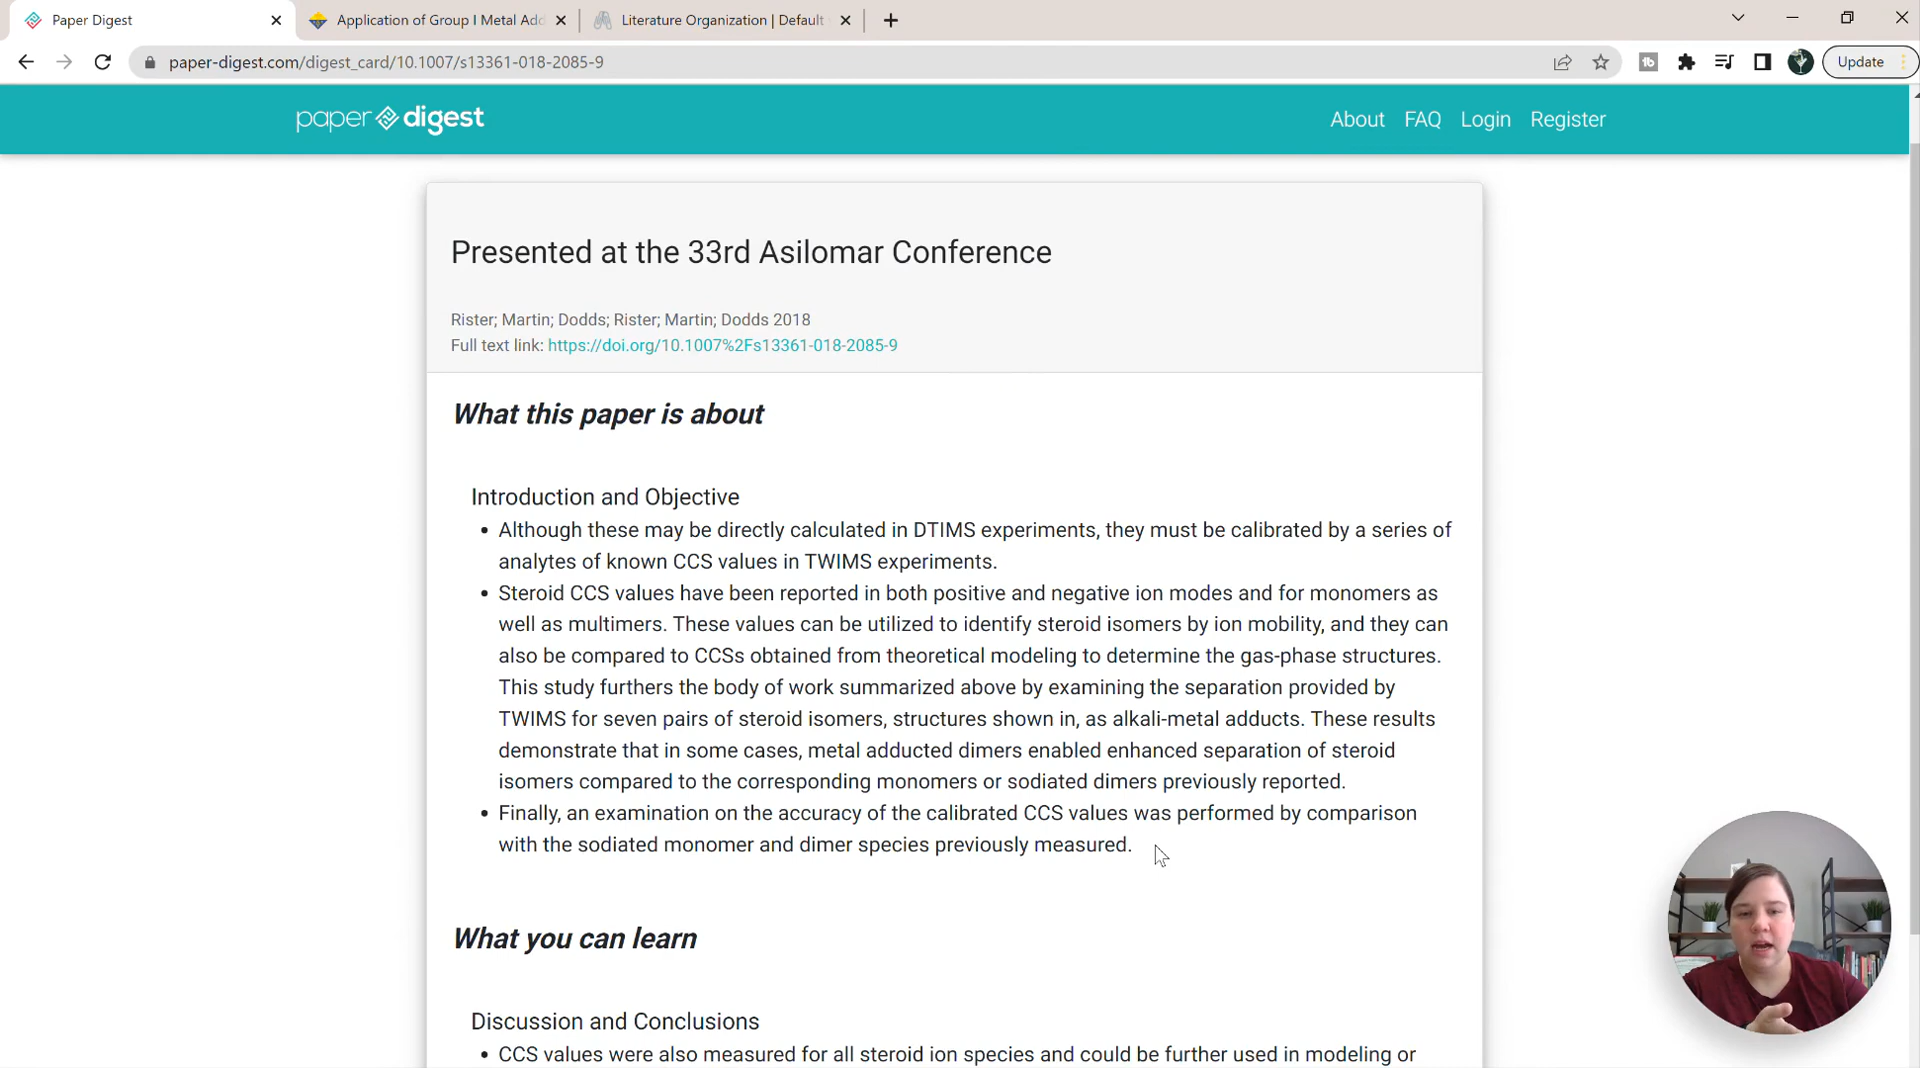 Paper Digest
Application of Group I Metal Add
Literature Organization | Default
paper-digest.com/digest_card/10.1007/s13361-018-2085-9
Update
paper digest
About FAQ Login Register
Presented at the 33rd Asilomar Conference
Rister; Martin; Dodds; Rister; Martin; Dodds 2018
Full text link: https://doi.org/10.1007%2Fs13361-018-2085-9
What this paper is about
Introduction and Objective
• Although these may be directly calculated in DTIMS experiments, they must be calibrated by a series of
analytes of known CCS values in TWIMS experiments.
• Steroid CCS values have been reported in both positive and negative ion modes and for monomers as
well as multimers. These values can be utilized to identify steroid isomers by ion mobility, and they can
also be compared to CCSs obtained from theoretical modeling to determine the gas-phase structures.
This study furthers the body of work summarized above by examining the separation provided by
TWIMS for seven pairs of steroid isomers, structures shown in, as alkali-metal adducts. These results
demonstrate that in some cases, metal adducted dimers enabled enhanced separation of steroid
isomers compared to the corresponding monomers or sodiated dimers previously reported.
• Finally, an examination on the accuracy of the calibrated CCS values was performed by comparison
with the sodiated monomer and dimer species previously measured.
What you can learn
Discussion and Conclusions
• CCS values were also measured for all steroid ion species and could be further used in modeling or